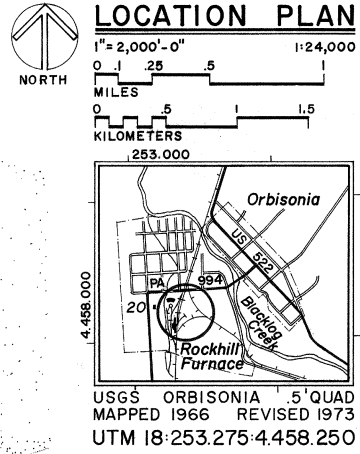 LOCATION PLAN
1"= 2,000'-0" 1:24,000
NORTH
0 .1 .25 .5 1
MILES
0 .5 1 1.5
KILOMETERS
253.000
Orbisonia
US 522
PA 994
20
4.458.000
Blacklog
Creek
Rockhill
Furnace
USGS ORBISONIA .5'QUAD
MAPPED 1966 REVISED 1973
UTM 18:253.275:4.458.250